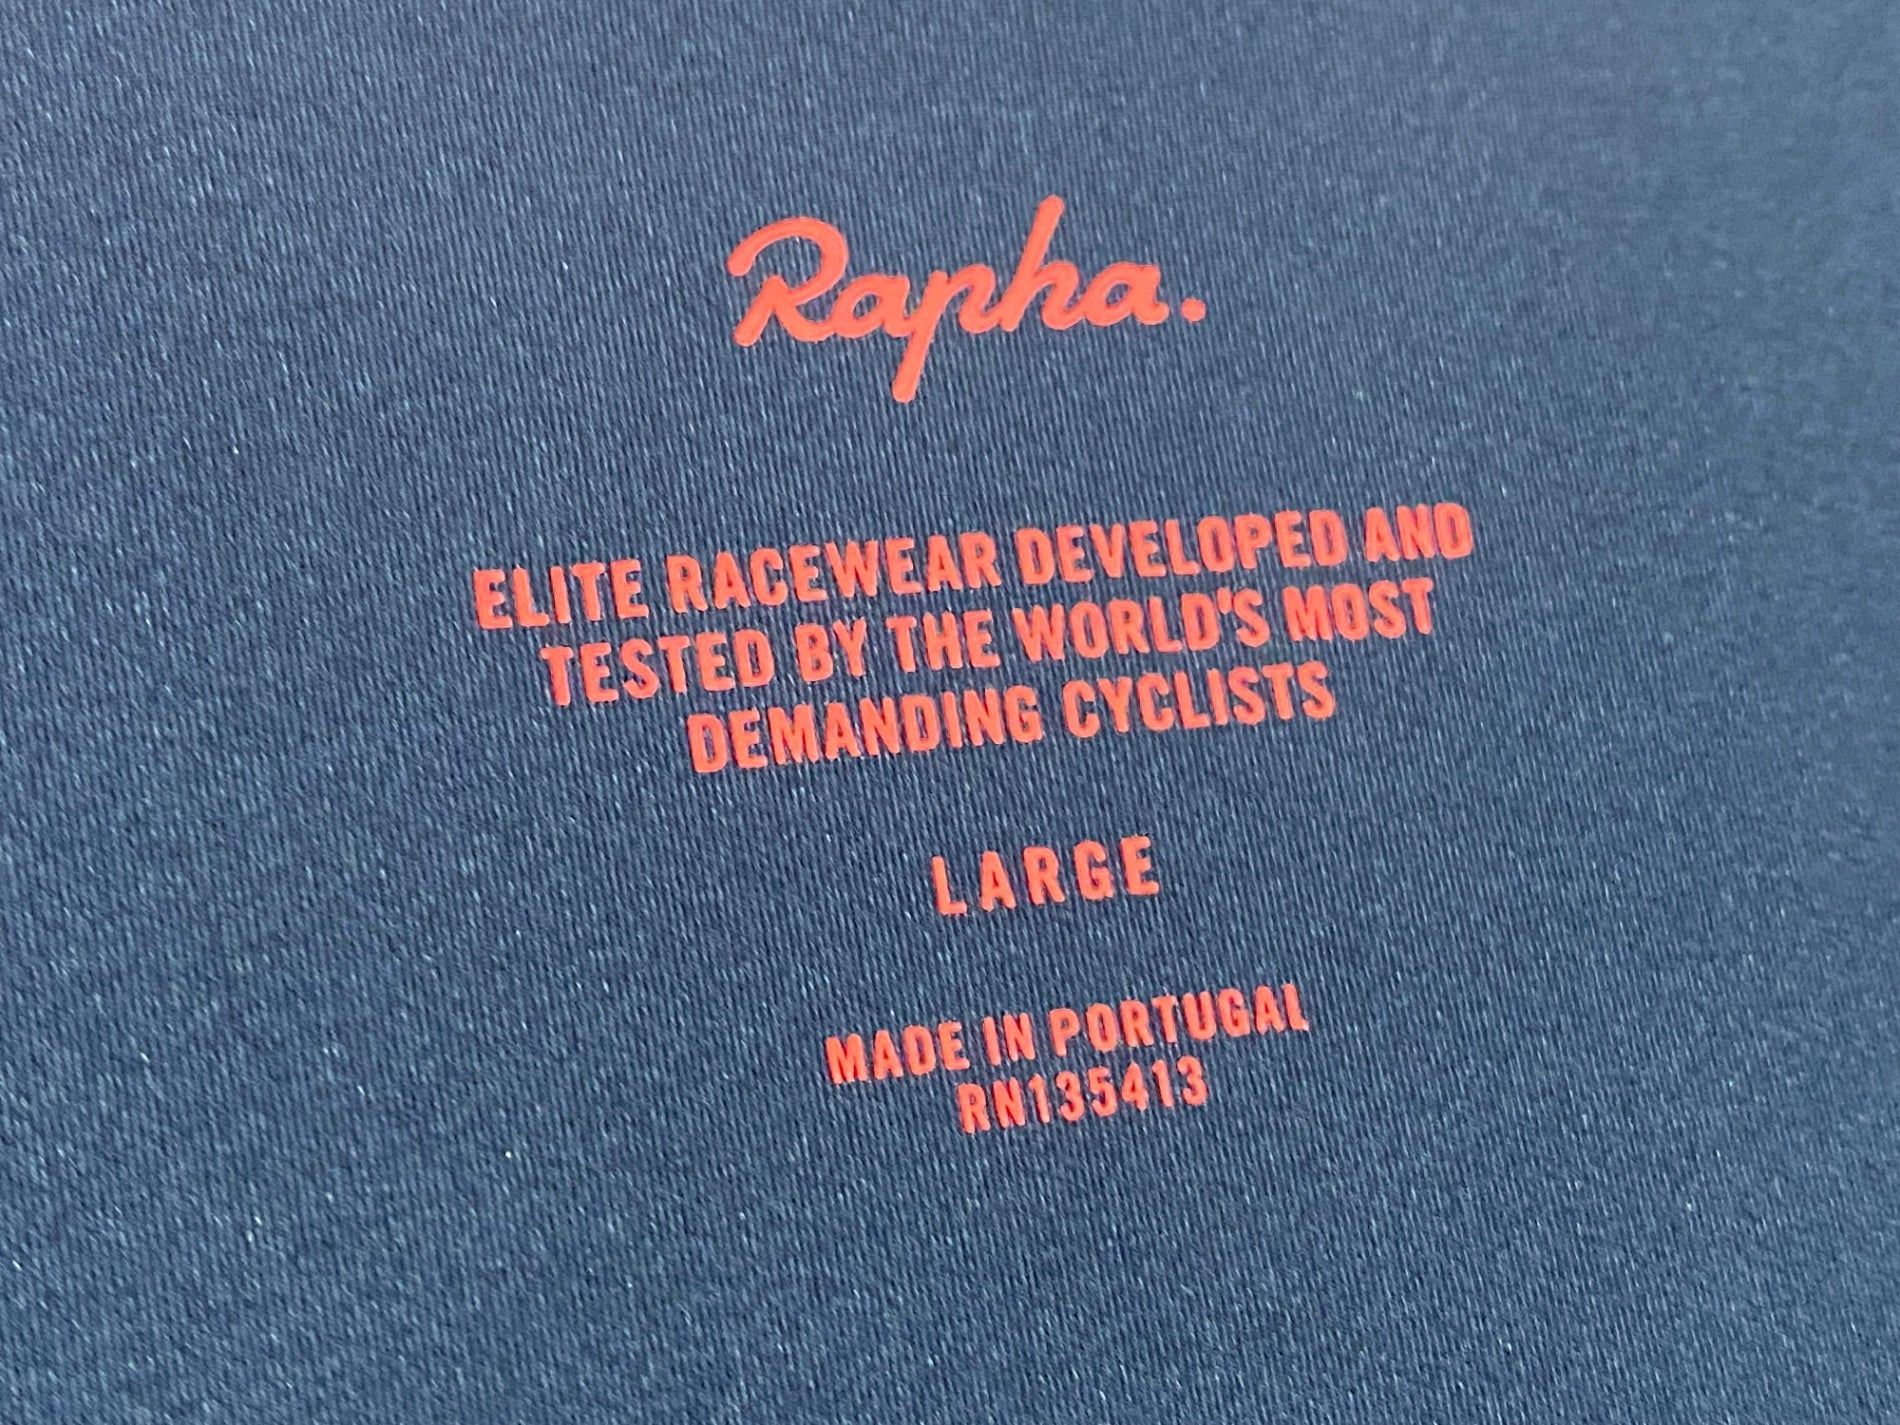 Rapha.
ELITE RACEWEAR DEVELOPED AND
TESTED BY THE WORLD'S MOST
DEMANDING CYCLISTS
LARGE
MADE IN PORTUGAL
RN135413